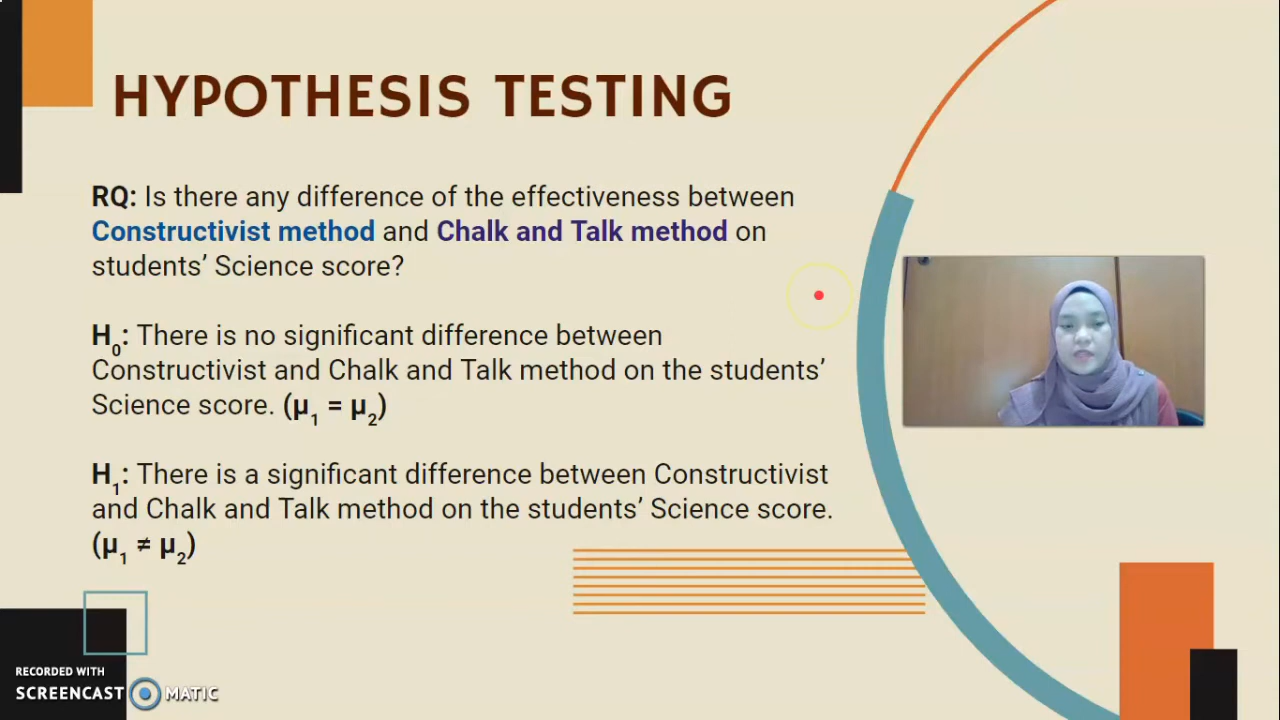 HYPOTHESIS TESTING
RQ: Is there any difference of the effectiveness between
Constructivist method and Chalk and Talk method on
students’ Science score?
H₀: There is no significant difference between
Constructivist and Chalk and Talk method on the students’
Science score. (μ₁ = μ₂)
H₁: There is a significant difference between Constructivist
and Chalk and Talk method on the students’ Science score.
(μ₁ ≠ μ₂)
RECORDED WITH
SCREENCAST MATIC